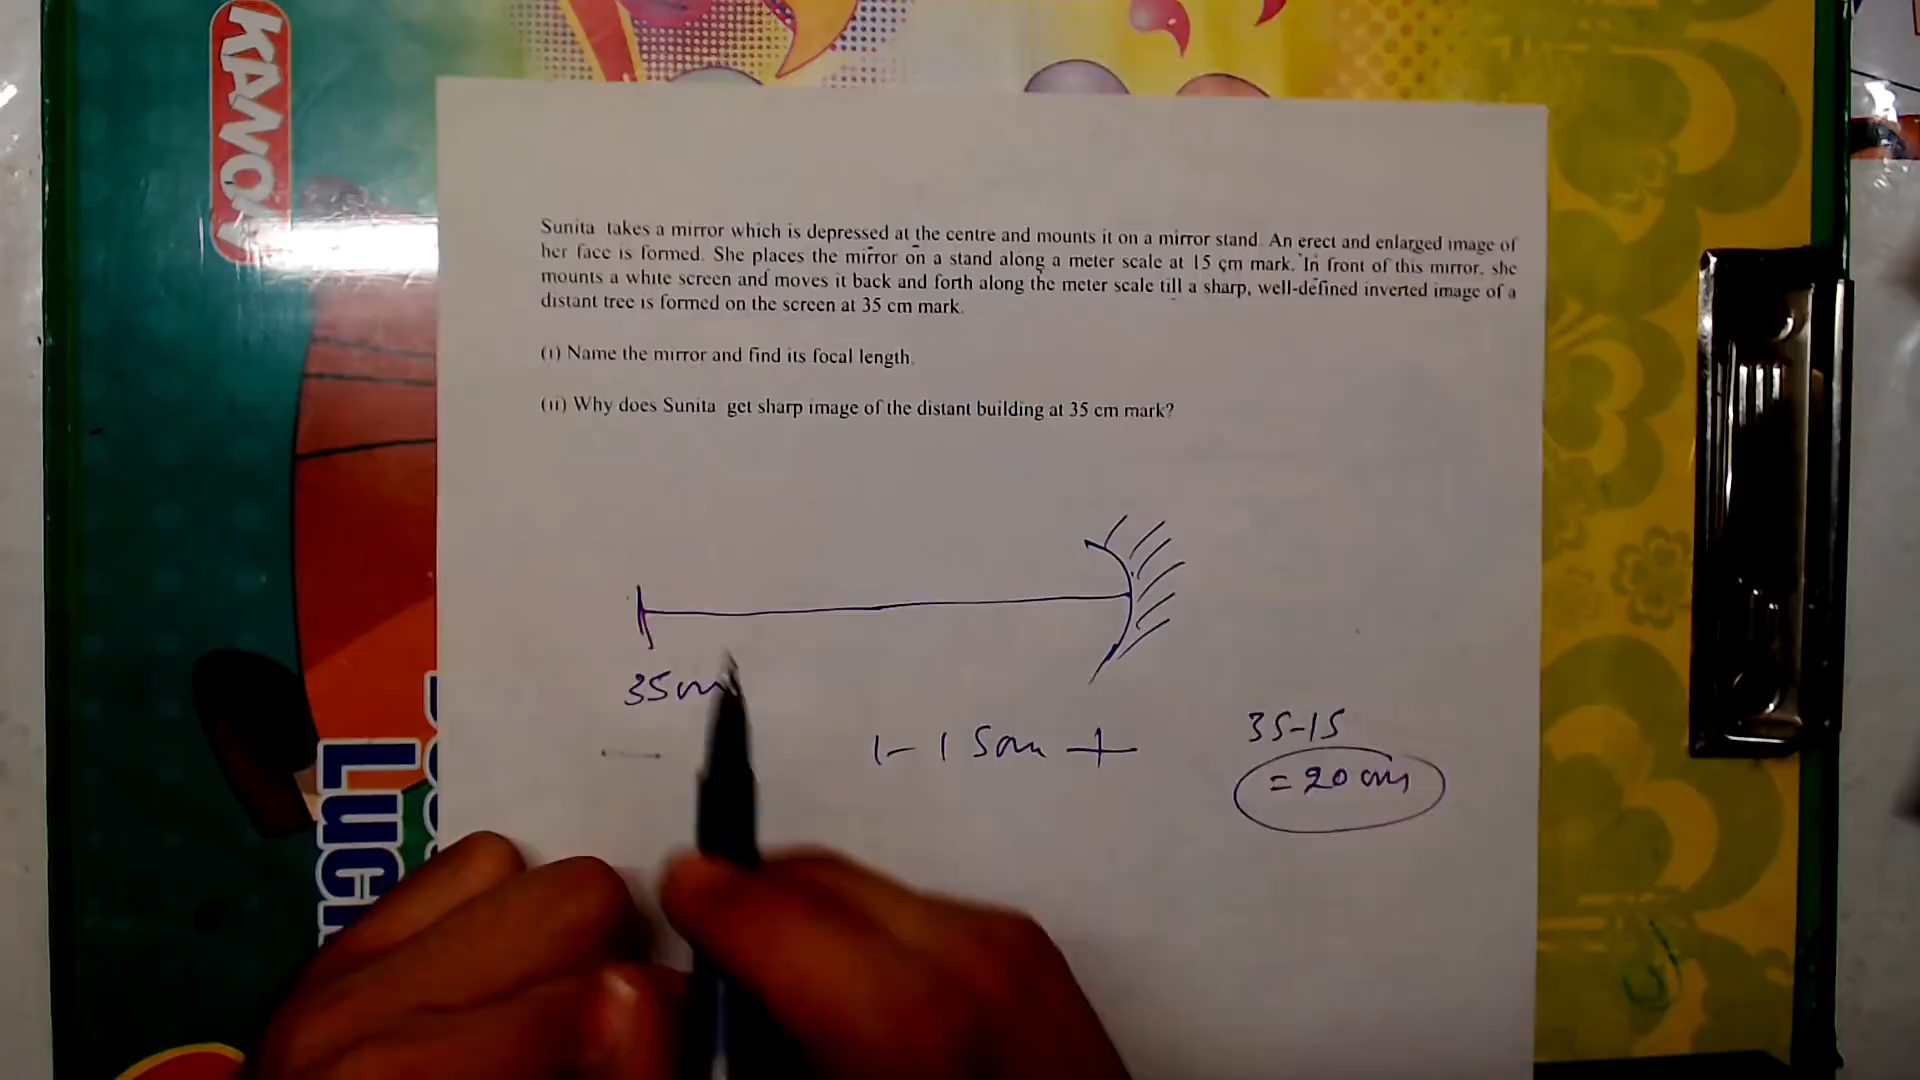 KANQ
Sunita takes a mirror which is depressed at the centre and mounts it on a mirror stand. An erect and enlarged image of
her face is formed. She places the mirror on a stand along a meter scale at 15 cm mark. In front of this mirror, she
mounts a white screen and moves it back and forth along the meter scale till a sharp, well-defined inverted image of a
distant tree is formed on the screen at 35 cm mark.
(i) Name the mirror and find its focal length.
(ii) Why does Sunita get sharp image of the distant building at 35 cm mark?
35cm
15cm
35-15
= 20 cm
Luc